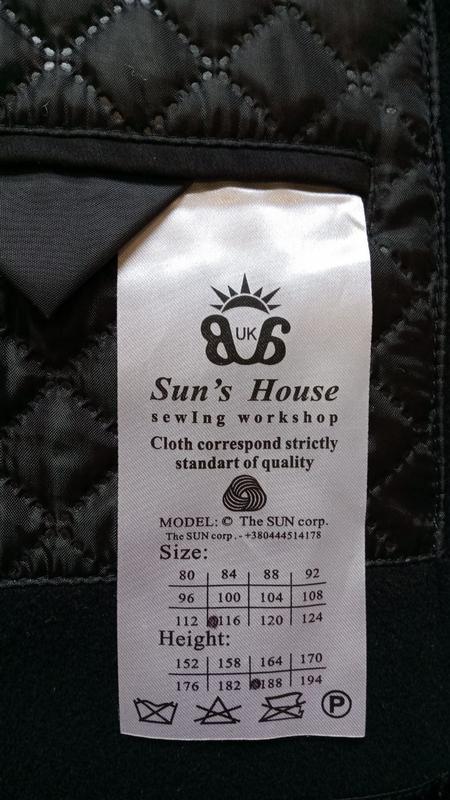 UK
Sun's House
sewIng workshop
Cloth correspond strictly
standart of quality
MODEL: © The SUN corp.
The SUN corp. - +380444514178
Size:
80 84 88 92
96 100 104 108
112 116 120 124
Height:
152 158 164 170
176 182 188 194
P